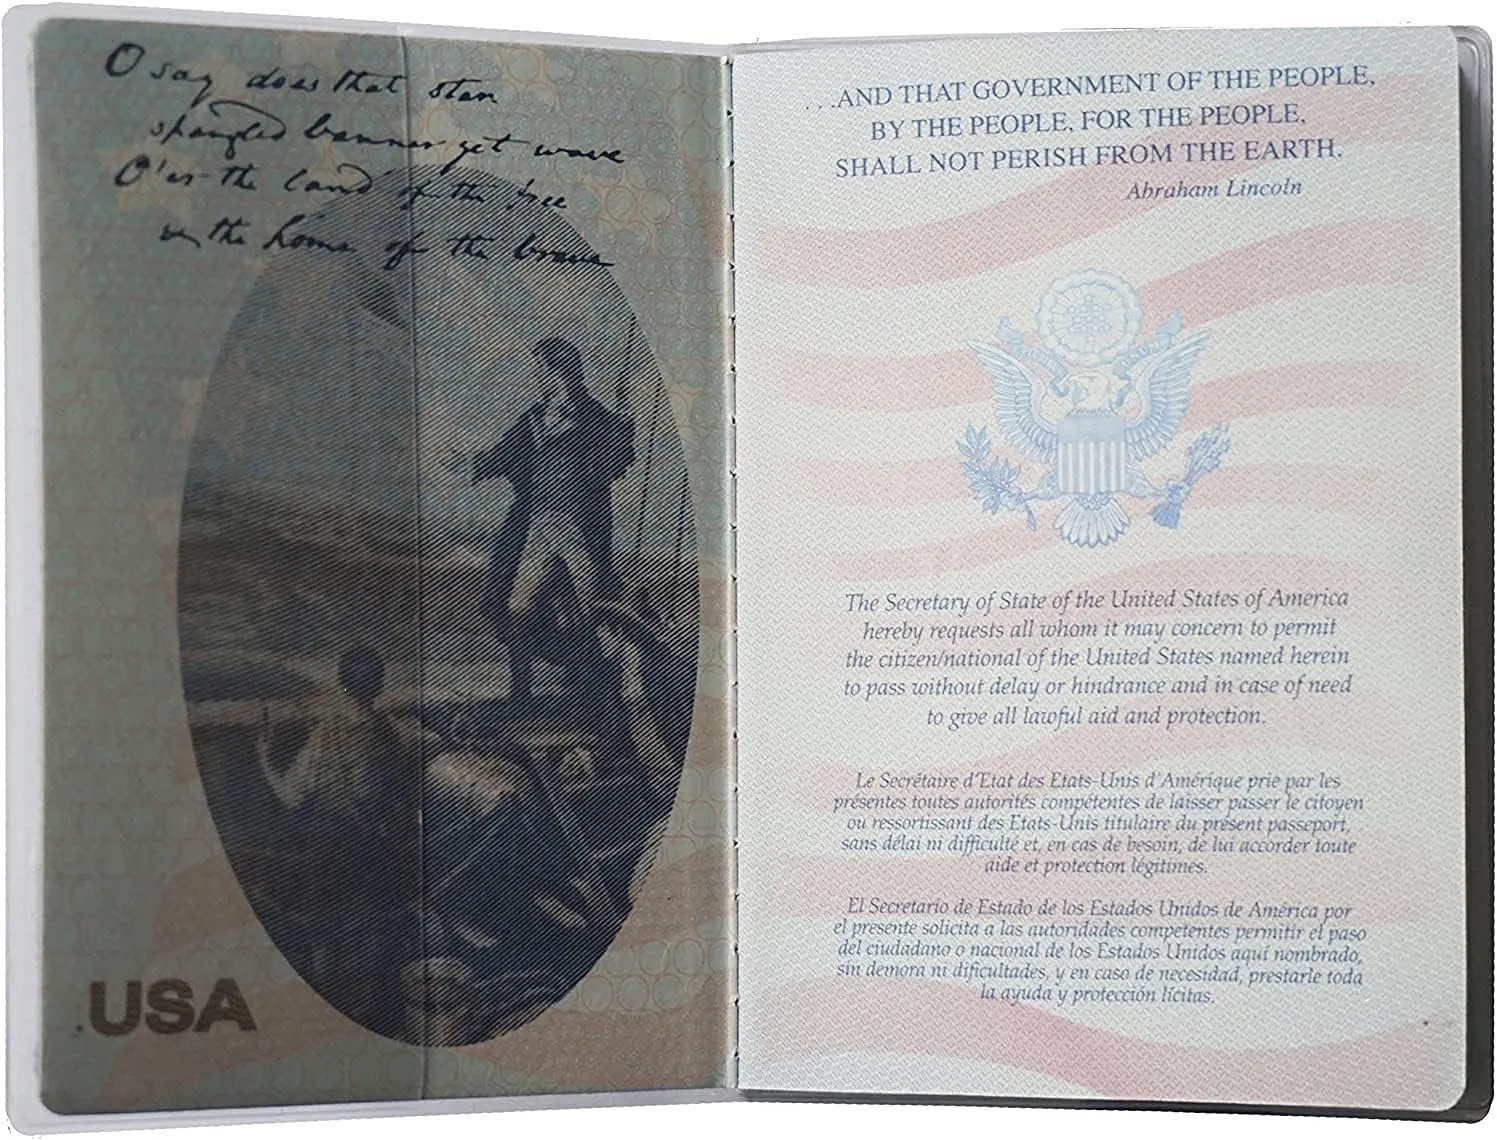 O say does that star
spangled banner yet wave
O'er the land of the free
the home of the brave
USA
...AND THAT GOVERNMENT OF THE PEOPLE,
BY THE PEOPLE, FOR THE PEOPLE,
SHALL NOT PERISH FROM THE EARTH.
Abraham Lincoln
The Secretary of State of the United States of America
hereby requests all whom it may concern to permit
the citizen/national of the United States named herein
to pass without delay or hindrance and in case of need
to give all lawful aid and protection.
Le Secrétaire d'Etat des Etats-Unis d'Amérique prie par les
présentes toutes autorités compétentes de laisser passer le citoyen
ou ressortissant des Etats-Unis titulaire du présent passeport,
sans délai ni difficulté et, en cas de besoin, de lui accorder toute
aide et protection légitimes.
El Secretario de Estado de los Estados Unidos de América por
el presente solicita a las autoridades competentes permitir el paso
del ciudadano o nacional de los Estados Unidos aquí nombrado,
sin demora ni dificultades, y en caso de necesidad, prestarle toda
la ayuda y protección lícitas.